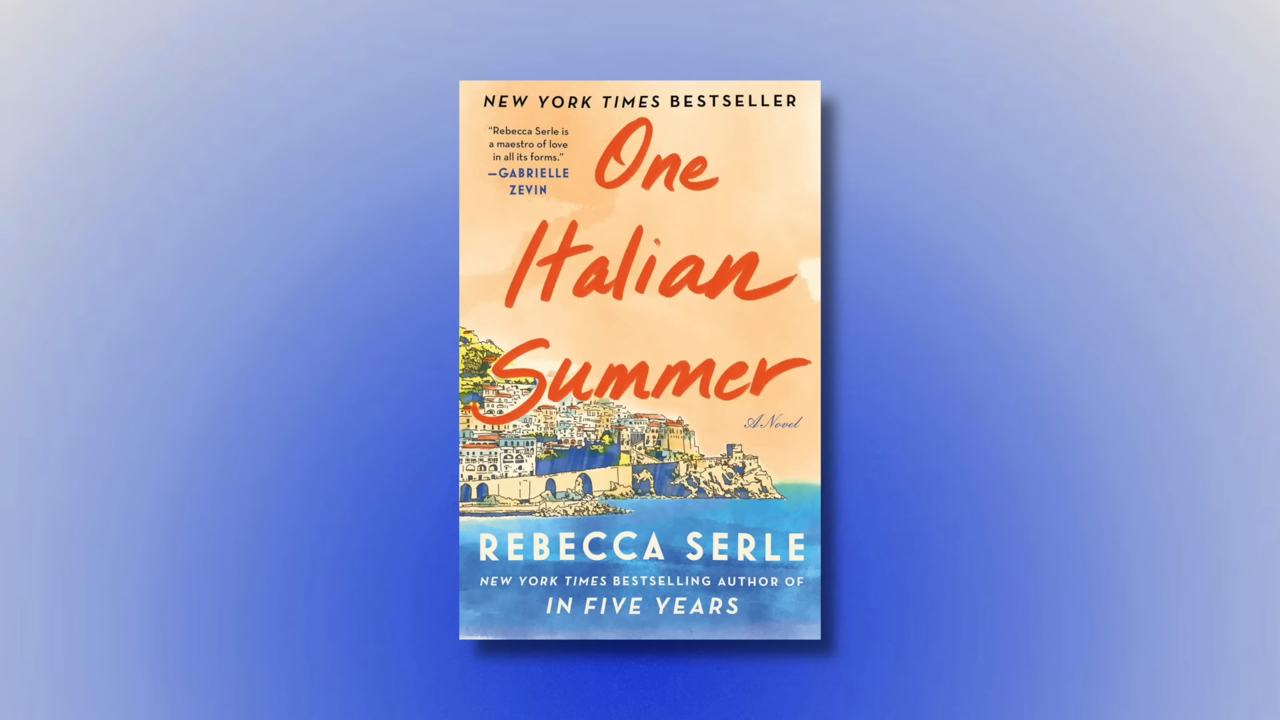 NEW YORK TIMES BESTSELLER
“Rebecca Serle is
a maestro of love
in all its forms.”
—GABRIELLE
ZEVIN
One
Italian
Summer
A Novel
REBECCA SERLE
NEW YORK TIMES BESTSELLING AUTHOR OF
IN FIVE YEARS